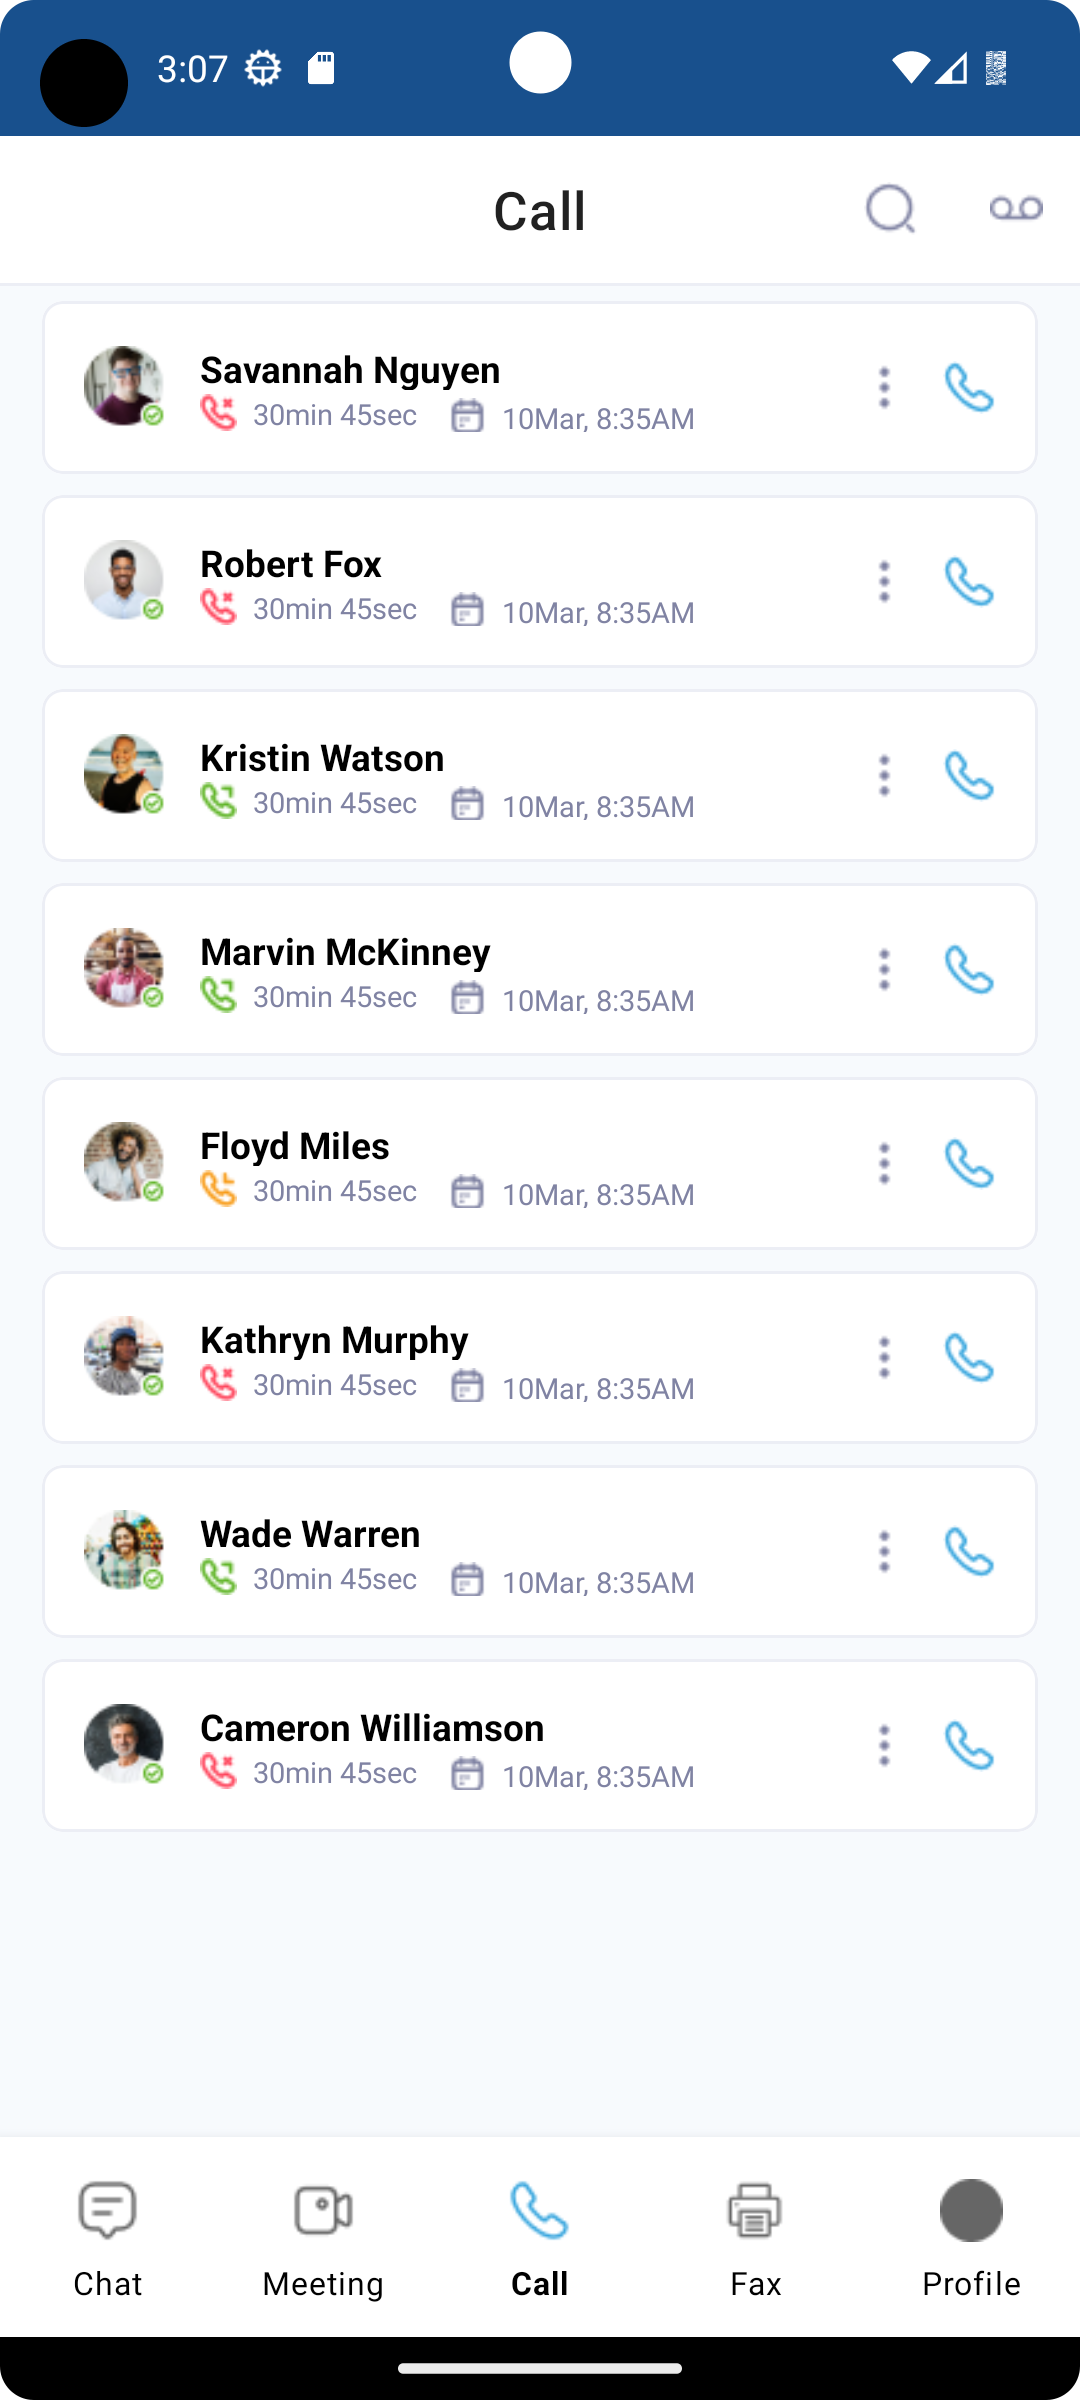 3:07
Call
Savannah Nguyen
30min 45sec 10Mar, 8:35AM
Robert Fox
30min 45sec 10Mar, 8:35AM
Kristin Watson
30min 45sec 10Mar, 8:35AM
Marvin McKinney
30min 45sec 10Mar, 8:35AM
Floyd Miles
30min 45sec 10Mar, 8:35AM
Kathryn Murphy
30min 45sec 10Mar, 8:35AM
Wade Warren
30min 45sec 10Mar, 8:35AM
Cameron Williamson
30min 45sec 10Mar, 8:35AM
Chat Meeting Call Fax Profile